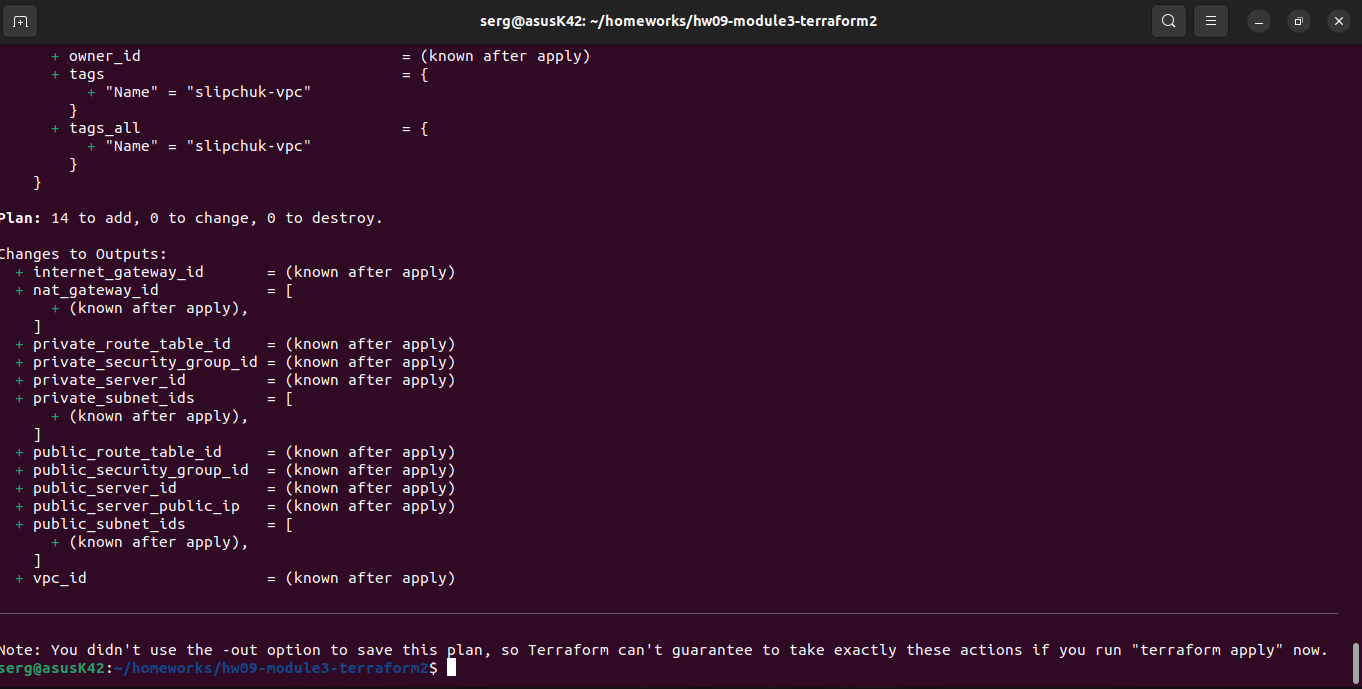 serg@asusK42: ~/homeworks/hw09-module3-terraform2
+ owner_id = (known after apply)
+ tags = {
+ "Name" = "slipchuk-vpc"
}
+ tags_all = {
+ "Name" = "slipchuk-vpc"
}
}
Plan: 14 to add, 0 to change, 0 to destroy.
Changes to Outputs:
+ internet_gateway_id = (known after apply)
+ nat_gateway_id = [
+ (known after apply),
]
+ private_route_table_id = (known after apply)
+ private_security_group_id = (known after apply)
+ private_server_id = (known after apply)
+ private_subnet_ids = [
+ (known after apply),
]
+ public_route_table_id = (known after apply)
+ public_security_group_id = (known after apply)
+ public_server_id = (known after apply)
+ public_server_public_ip = (known after apply)
+ public_subnet_ids = [
+ (known after apply),
]
+ vpc_id = (known after apply)
Note: You didn't use the -out option to save this plan, so Terraform can't guarantee to take exactly these actions if you run "terraform apply" now.
serg@asusK42:~/homeworks/hw09-module3-terraform2$